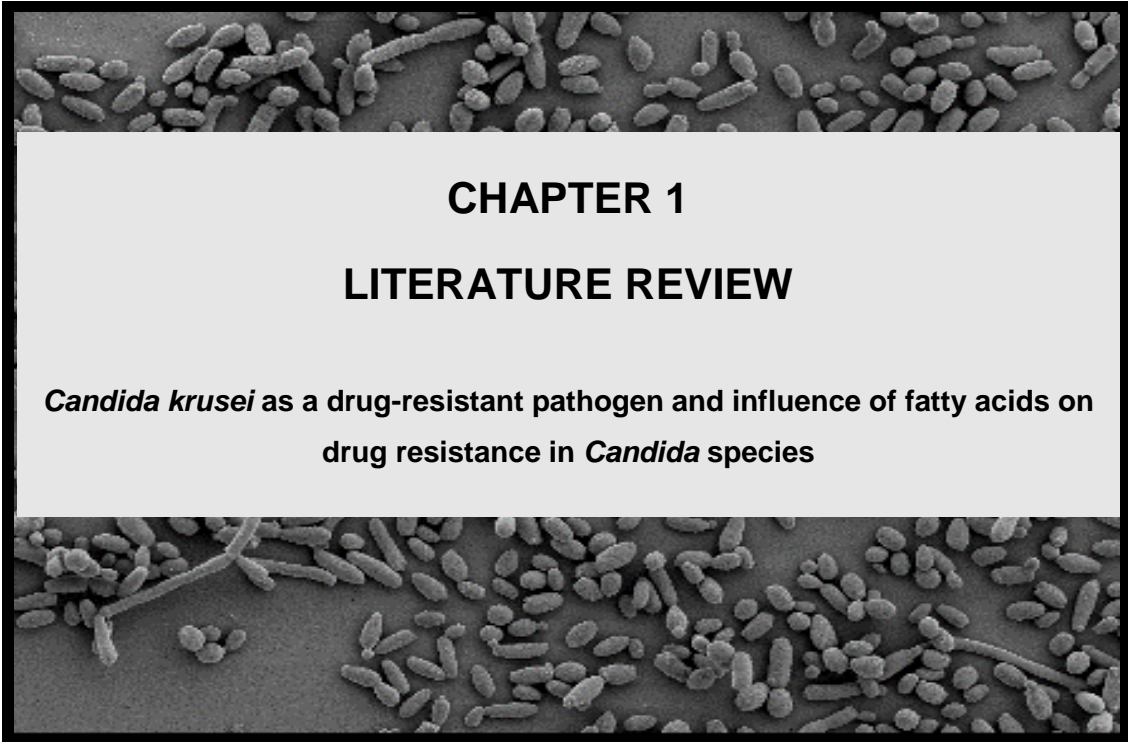 CHAPTER 1
LITERATURE REVIEW
Candida krusei as a drug-resistant pathogen and influence of fatty acids on
drug resistance in Candida species